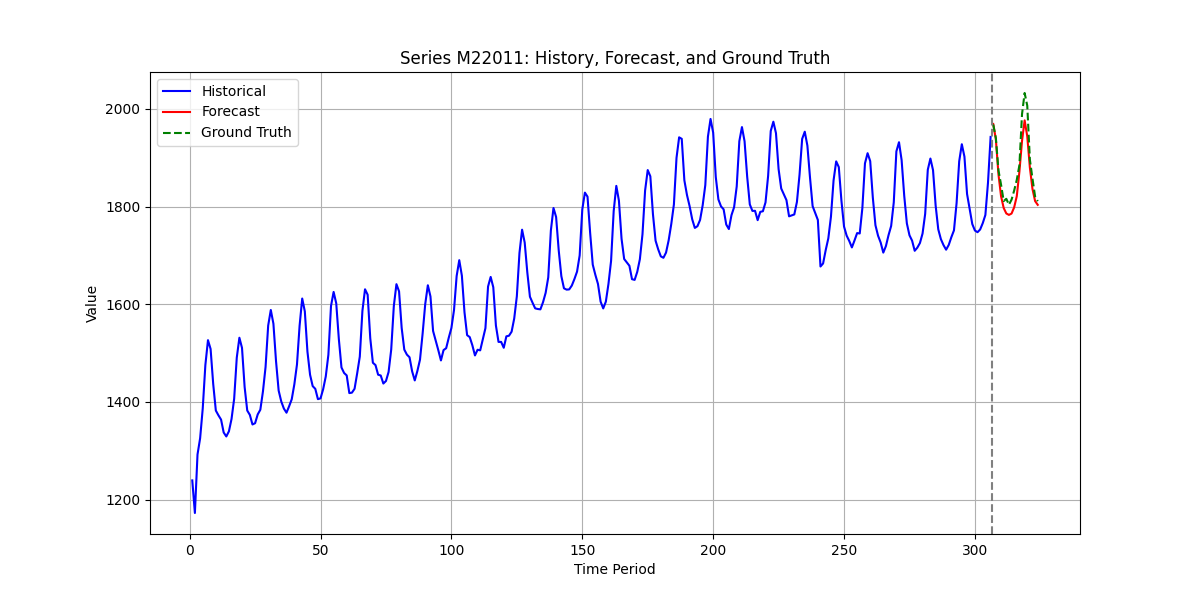 Series M22011: History, Forecast, and Ground Truth
Historical
Forecast
Ground Truth
2000
1800
1600
1400
1200
Value
0 50 100 150 200 250 300
Time Period